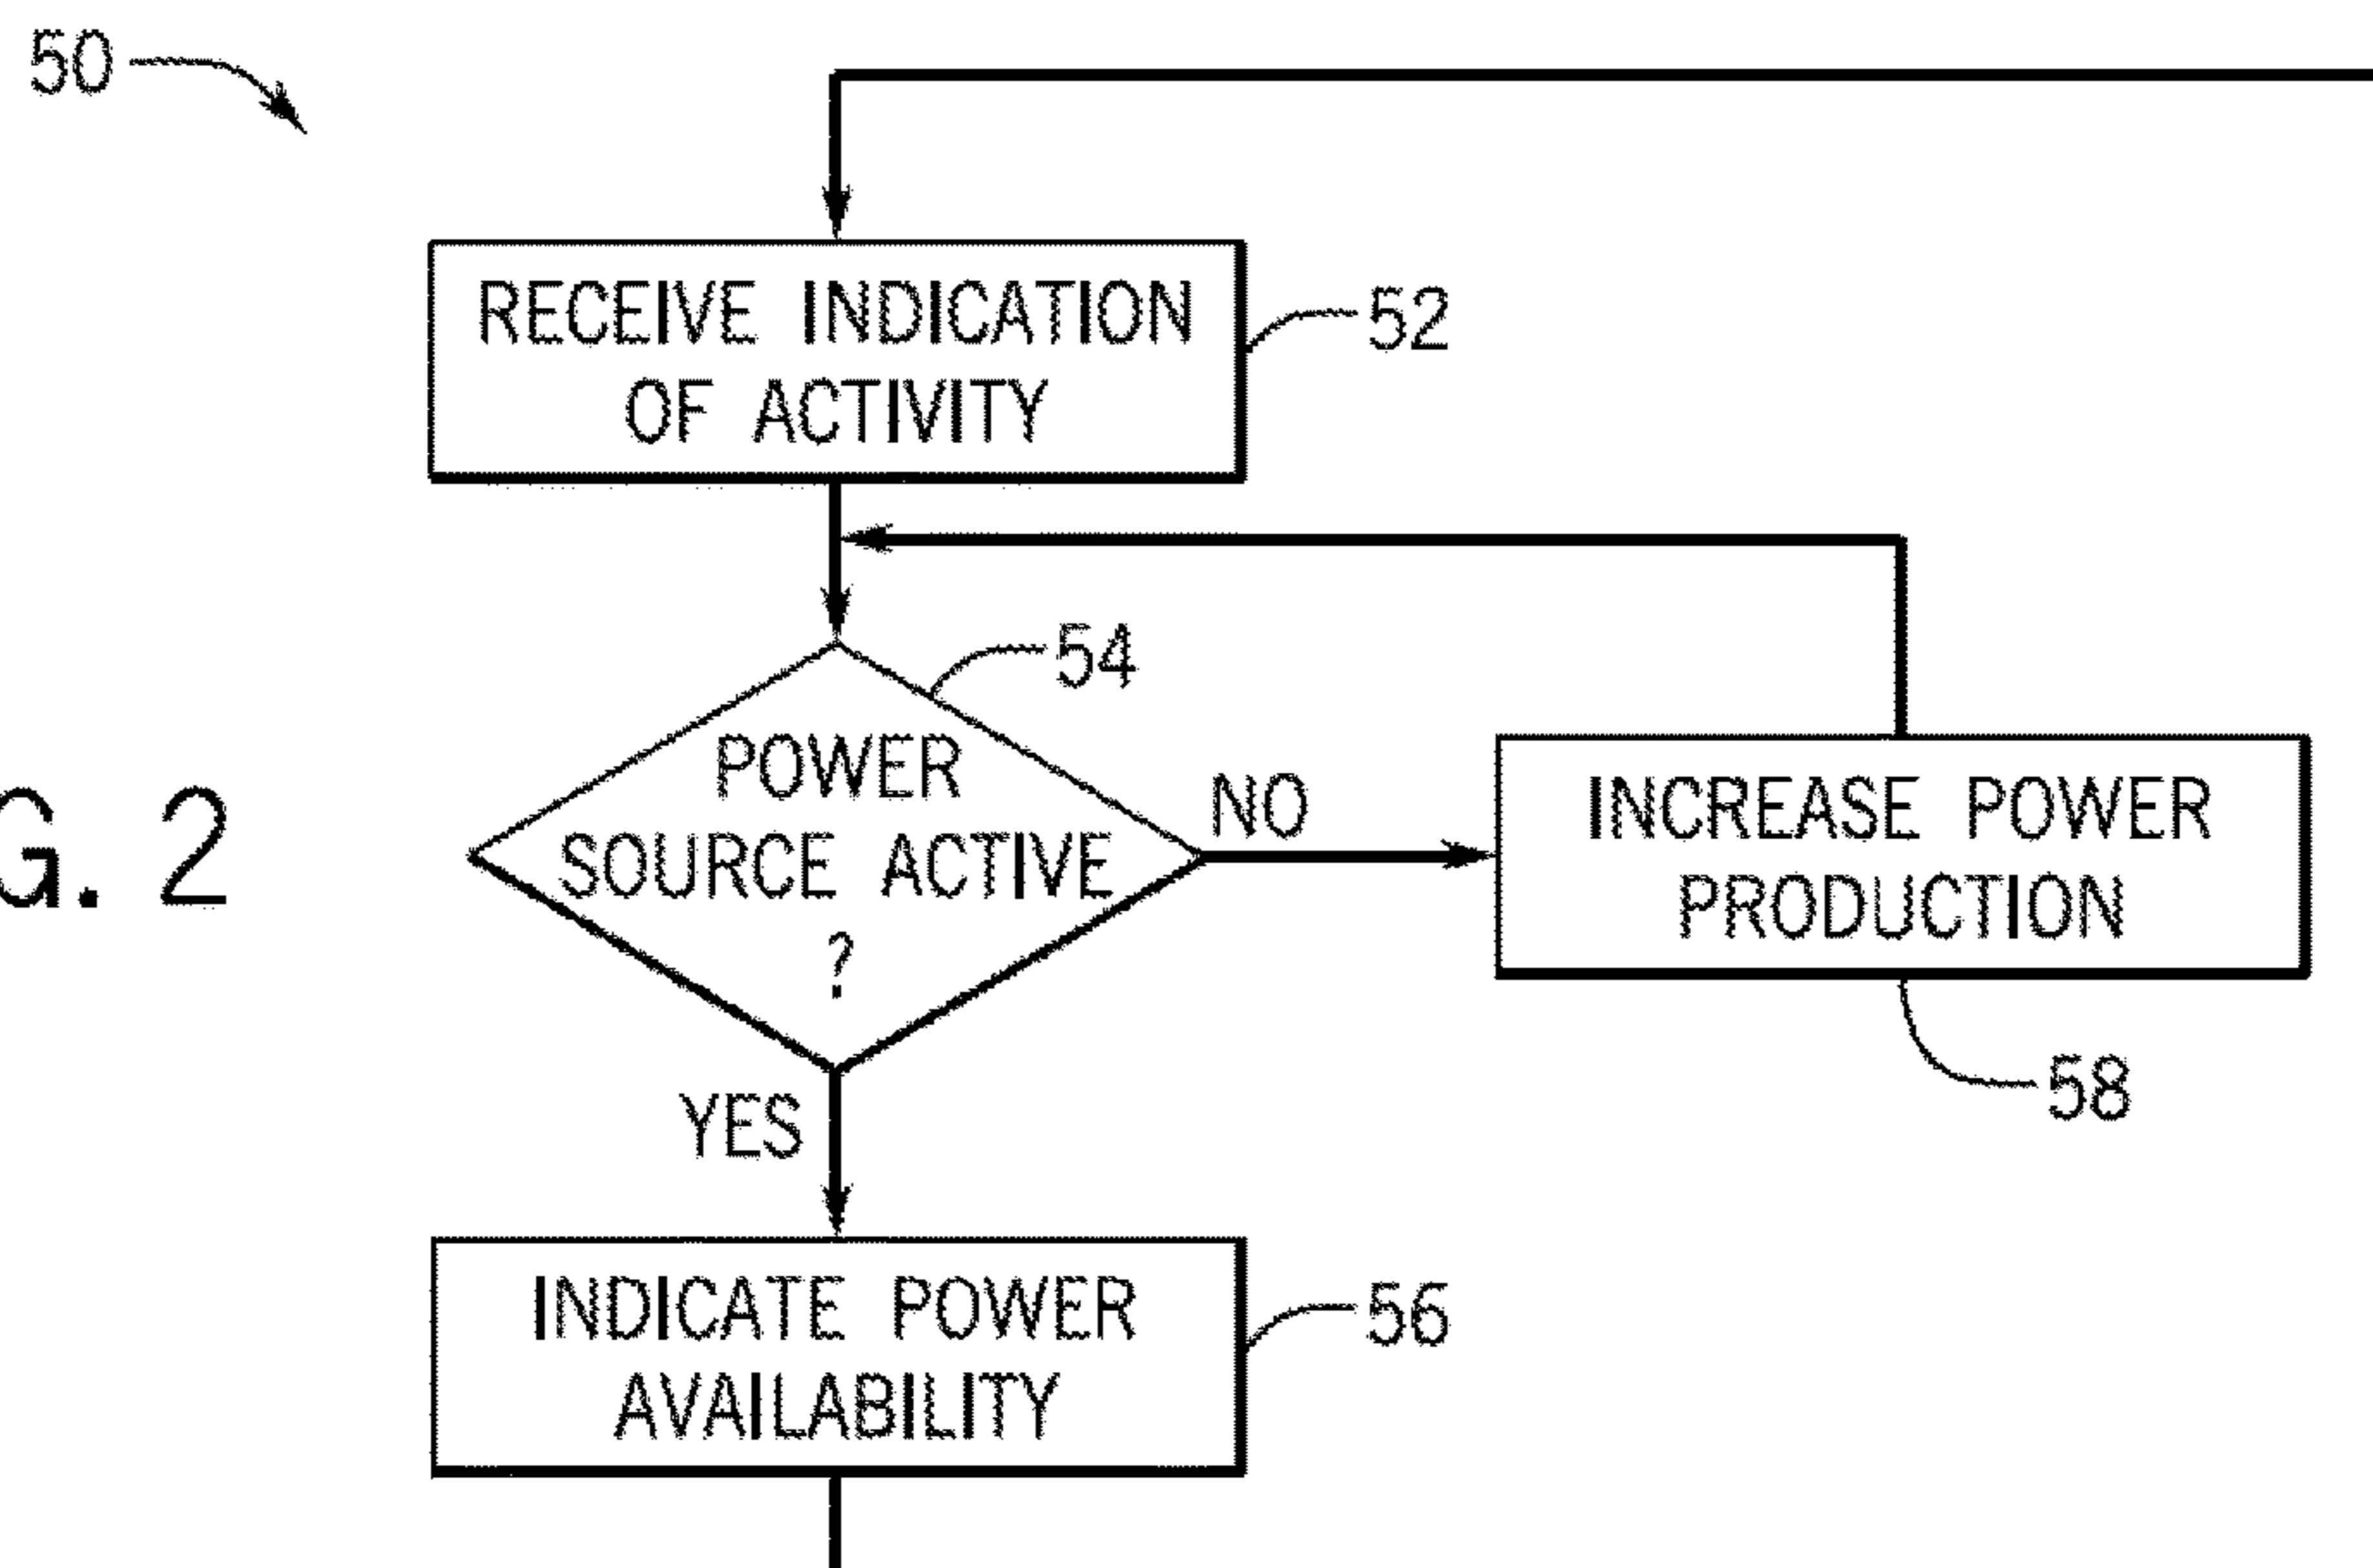 50
RECEIVE INDICATION
OF ACTIVITY
52
54
POWER
SOURCE ACTIVE
?
NO
INCREASE POWER
PRODUCTION
58
G. 2
YES
INDICATE POWER
AVAILABILITY
56